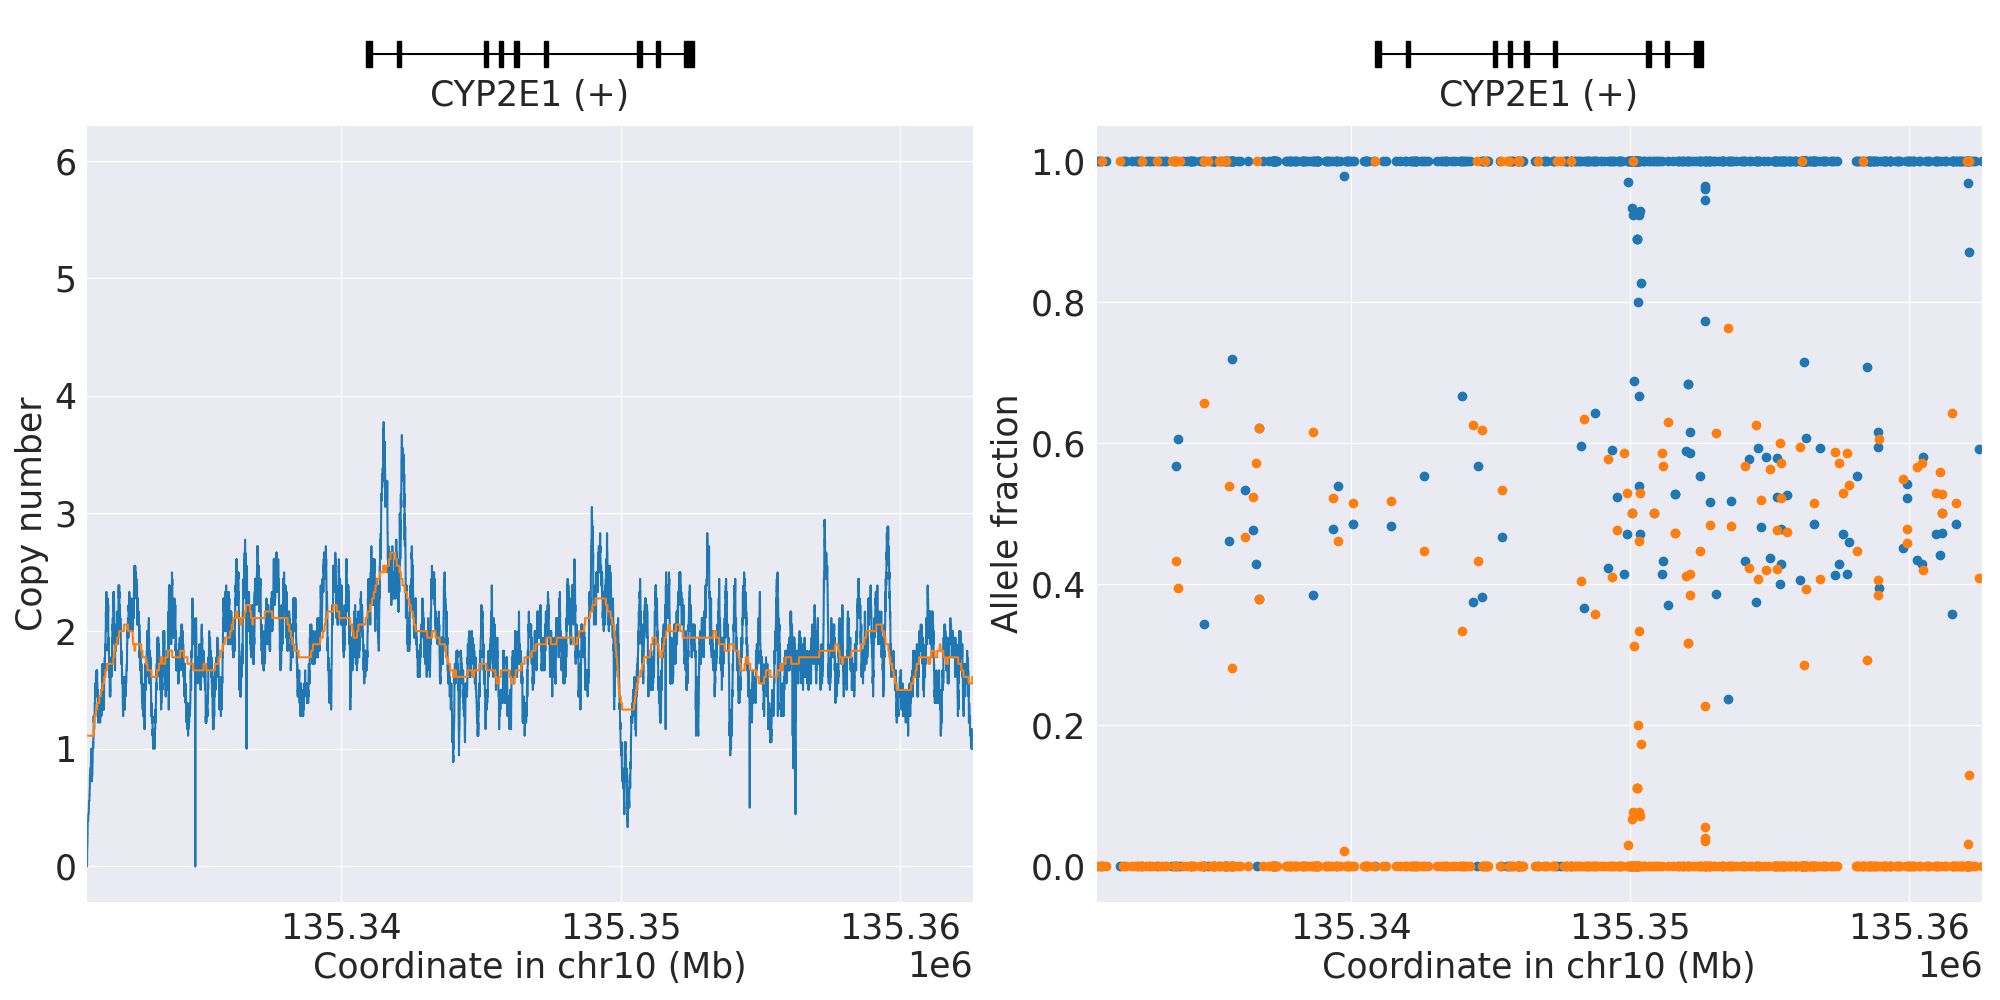 CYP2E1 (+)
6
5
4
3
2
1
0
Copy number
135.34 135.35 135.36
Coordinate in chr10 (Mb)
1e6
CYP2E1 (+)
1.0
0.8
0.6
0.4
0.2
0.0
Allele fraction
135.34 135.35 135.36
Coordinate in chr10 (Mb)
1e6